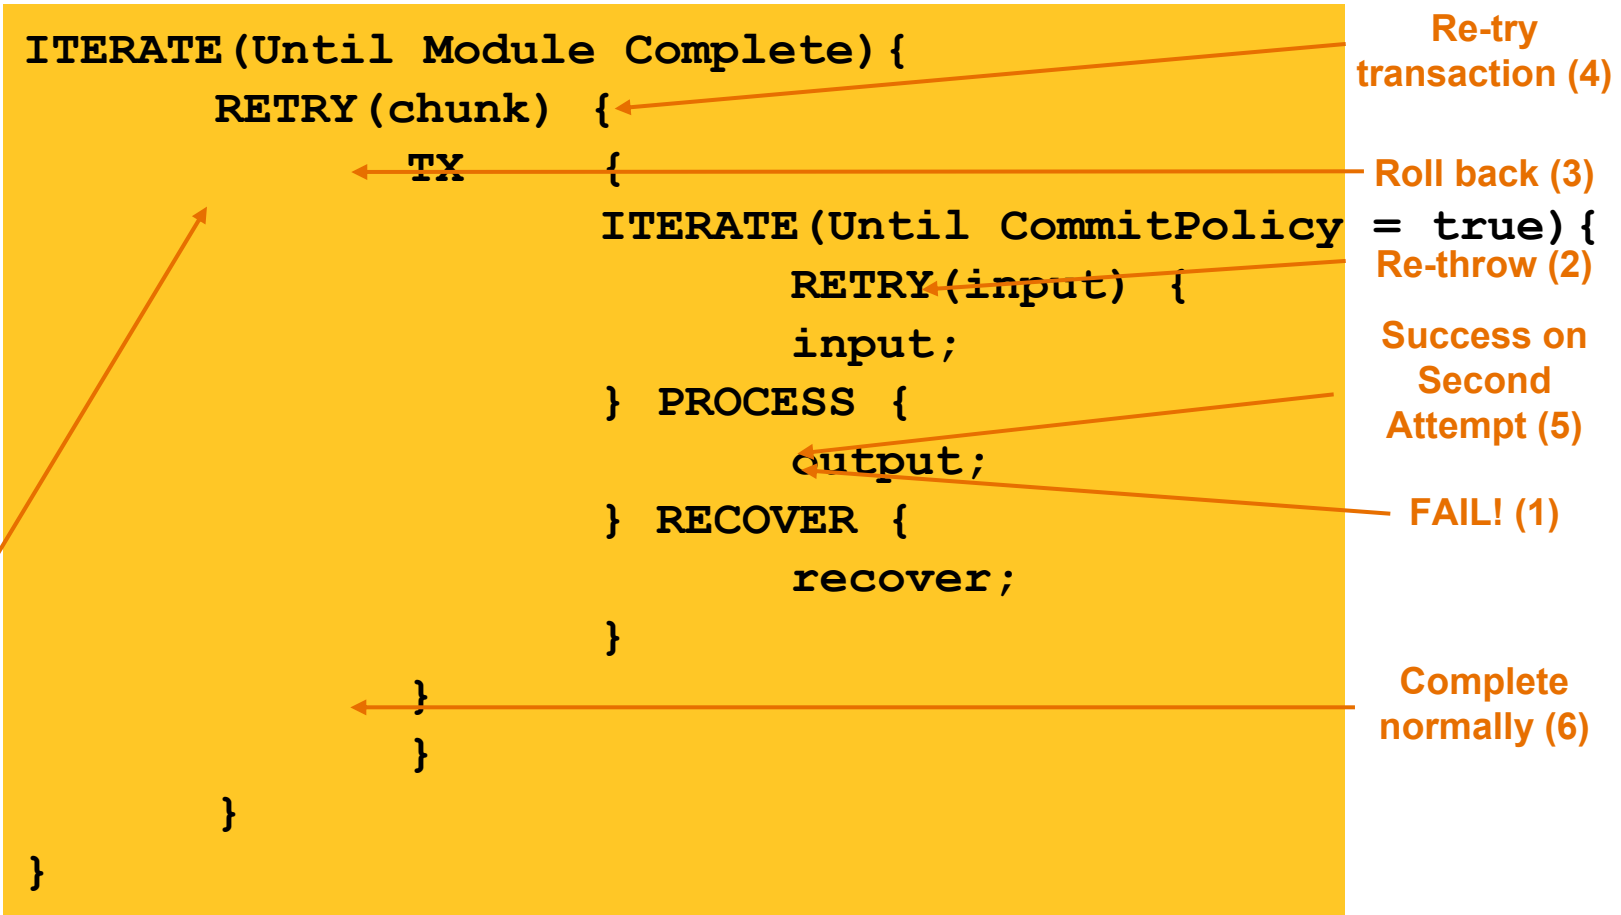 ITERATE(Until Module Complete){
RETRY(chunk) {
TX {
ITERATE(Until CommitPolicy = true){
RETRY(input) {
input;
} PROCESS {
output;
} RECOVER {
recover;
}
}
}
}
}
Re-try
transaction (4)
Roll back (3)
Re-throw (2)
Success on
Second
Attempt (5)
FAIL! (1)
Complete
normally (6)